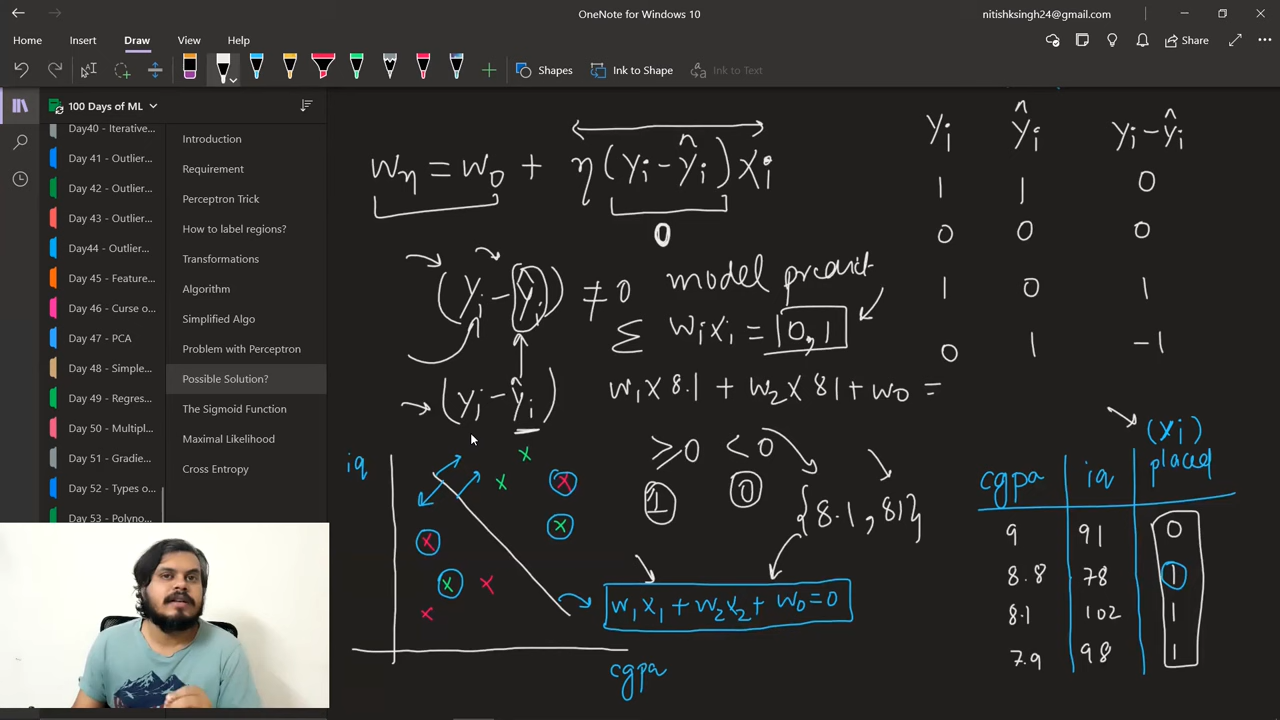 OneNote for Windows 10
nitishksingh24@gmail.com
Home Insert Draw View Help
Share
Shapes Ink to Shape Ink to Text
100 Days of ML
Day40 - Iterative...
Day 41 - Outlier...
Day 42 - Outlier...
Day 43 - Outlier...
Day44 - Outlier...
Day 45 - Feature...
Day 46 - Curse o...
Day 47 - PCA
Day 48 - Simple...
Day 49 - Regres...
Day 50 - Multipl...
Day 51 - Gradie...
Day 52 - Types o...
Day 53 - Polyno...
Introduction
Requirement
Perceptron Trick
How to label regions?
Transformations
Algorithm
Simplified Algo
Problem with Perceptron
Possible Solution?
The Sigmoid Function
Maximal Likelihood
Cross Entropy
wη = w₀ + η(yᵢ - ŷᵢ)xᵢ
0
(yᵢ - ŷᵢ) ≠ 0 model predict
Σ wᵢxᵢ = 0,1
(yᵢ - ŷᵢ) w₁x8.1 + w₂x81 + w₀ =
≥0 <0
1 0
{8.1, 81}
iq
w₁x₁ + w₂x₂ + w₀ = 0
cgpa
yᵢ ŷᵢ yᵢ-ŷᵢ
1 1 0
0 0 0
1 0 1
0 1 -1
(xᵢ)
cgpa iq placed
9 91 0
8.8 78 1
8.1 102 1
7.9 98 1